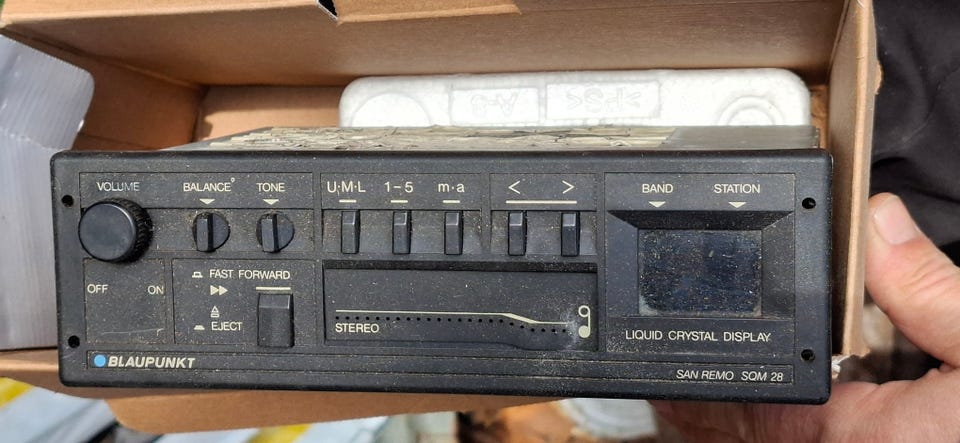 VOLUME
BALANCE
TONE
U·M·L
1-5
m·a
< >
BAND
STATION
OFF
ON
FAST FORWARD
EJECT
STEREO
LIQUID CRYSTAL DISPLAY
BLAUPUNKT
SAN REMO SQM 28